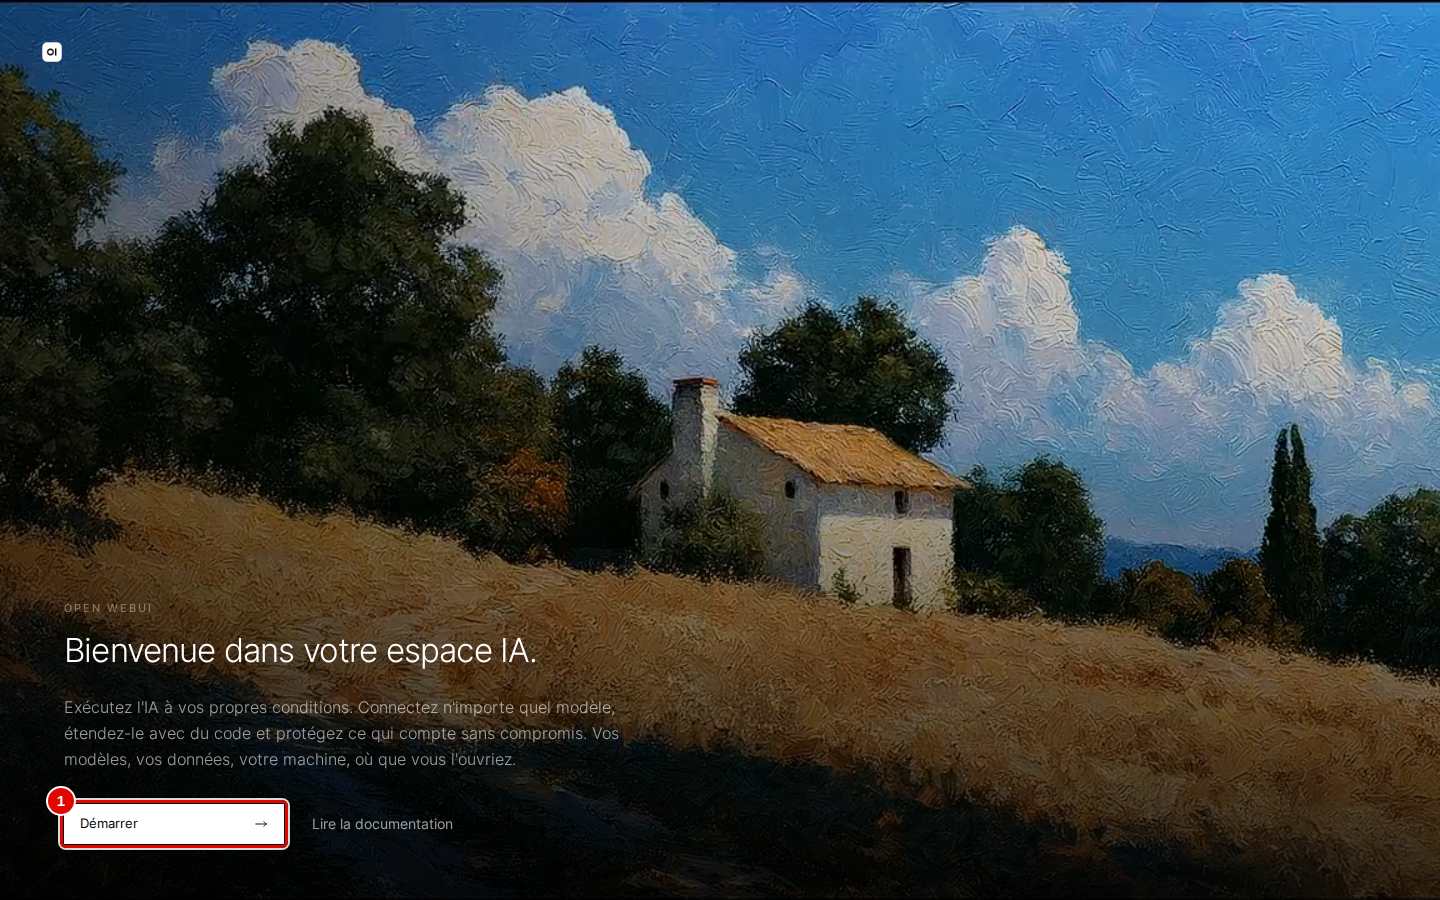 OI
OPEN WEBUI
Bienvenue dans votre espace IA.
Exécutez l'IA à vos propres conditions. Connectez n'importe quel modèle,
étendez-le avec du code et protégez ce qui compte sans compromis. Vos
modèles, vos données, votre machine, où que vous l'ouvriez.
1
Démarrer →
Lire la documentation